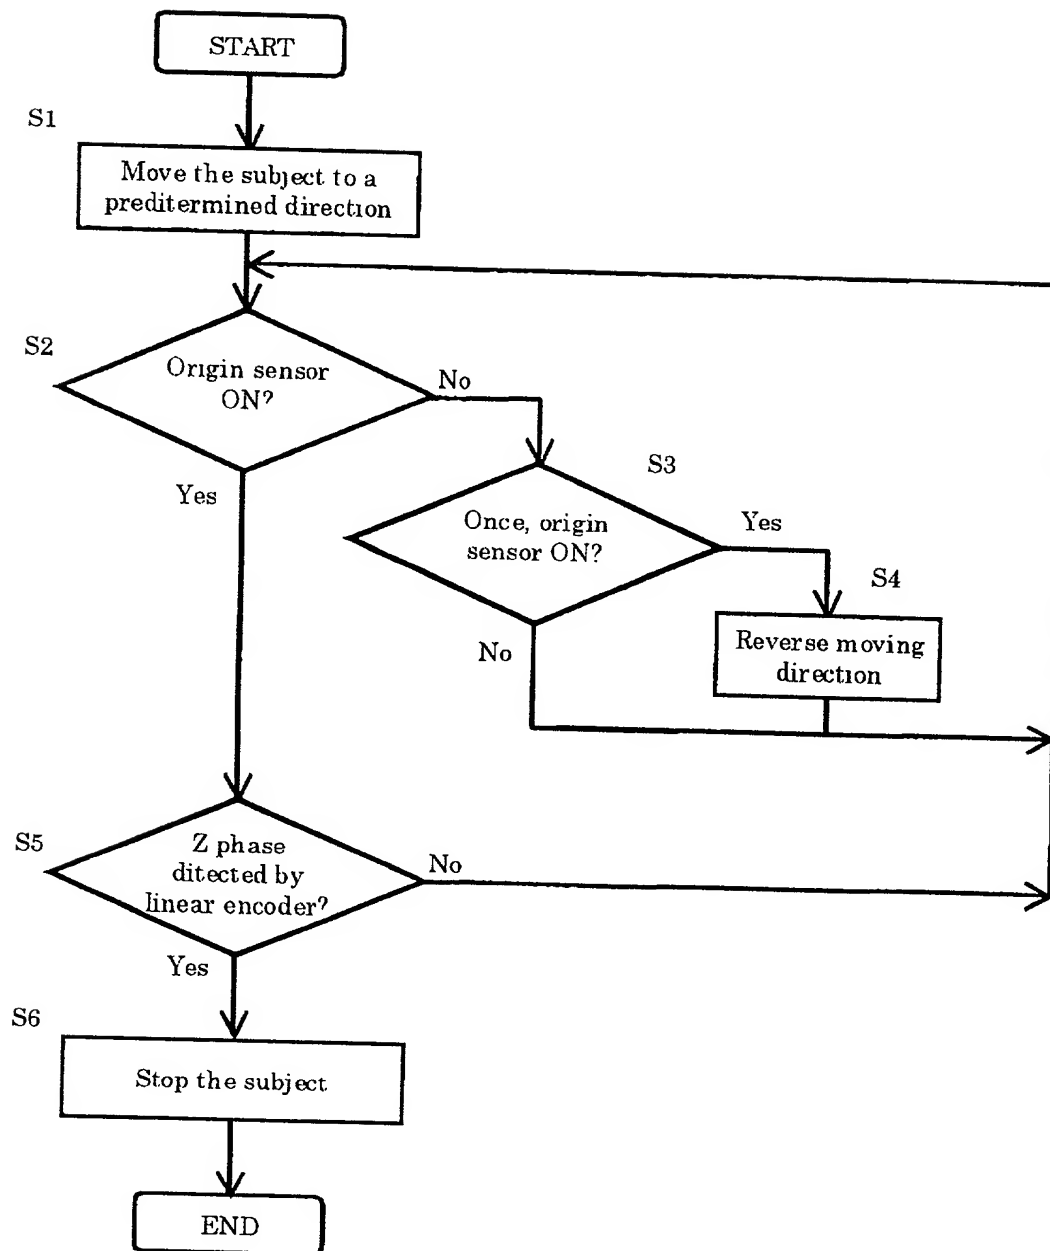 START
S1
Move the subject to a
preditermined direction
S2
Origin sensor
ON?
No
Yes
S3
Once, origin
sensor ON?
Yes
No
S4
Reverse moving
direction
S5
Z phase
ditected by
linear encoder?
No
Yes
S6
Stop the subject
END